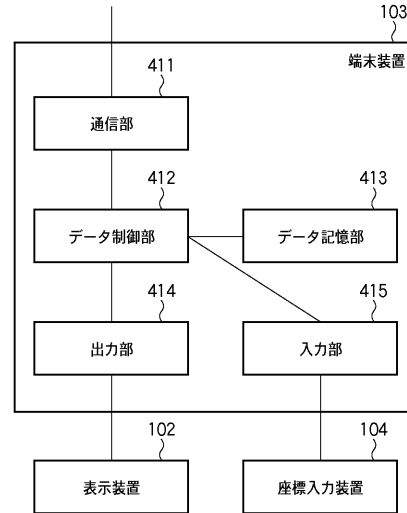 103
端末装置
411
通信部
412
413
データ制御部
データ記憶部
414
415
出力部
入力部
102
104
表示装置
座標入力装置